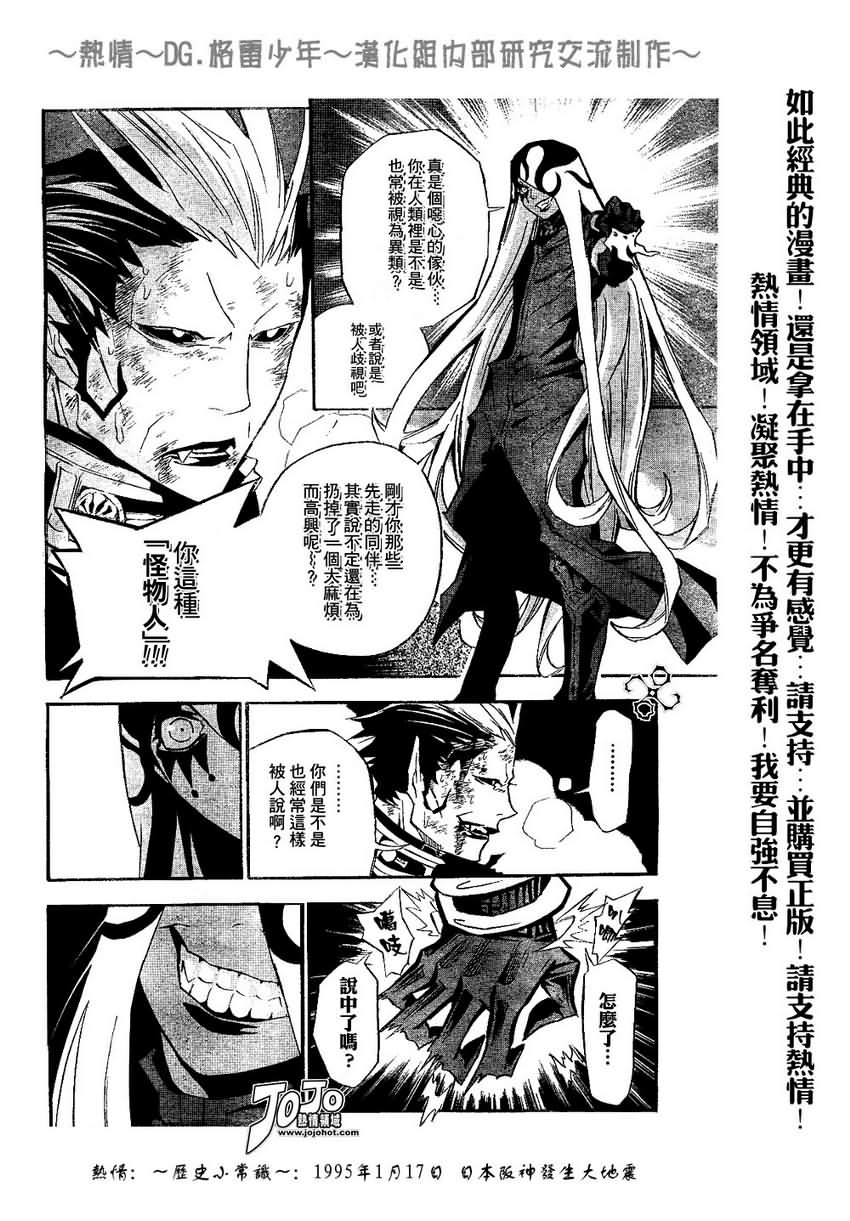 ～熱情～DG.格雷少年～漢化組內部研究交流制作～
如此經典的漫畫！還是拿在手中…才更有感覺…請支持…並購買正版！請支持熱情！
熱情領域！凝聚熱情！不為爭名奪利！我要自強不息！
真是個噁心的傢伙…
你在人類裡是不是
也常被視為異類？
或者說是
被人歧視吧
剛才你那些
先走的同伴…
其實說不定還在為
扔掉了一個大麻煩
而高興呢～？
你這種
「怪物人」!!!
………
………
你們是不是
也經常這樣
被人說啊？
怎麼了…
嘰
嘎吱
說中了嗎？
JOJO
熱情領域
www.jojohot.com
熱情：～歷史小常識～：1995年1月17日 日本阪神發生大地震